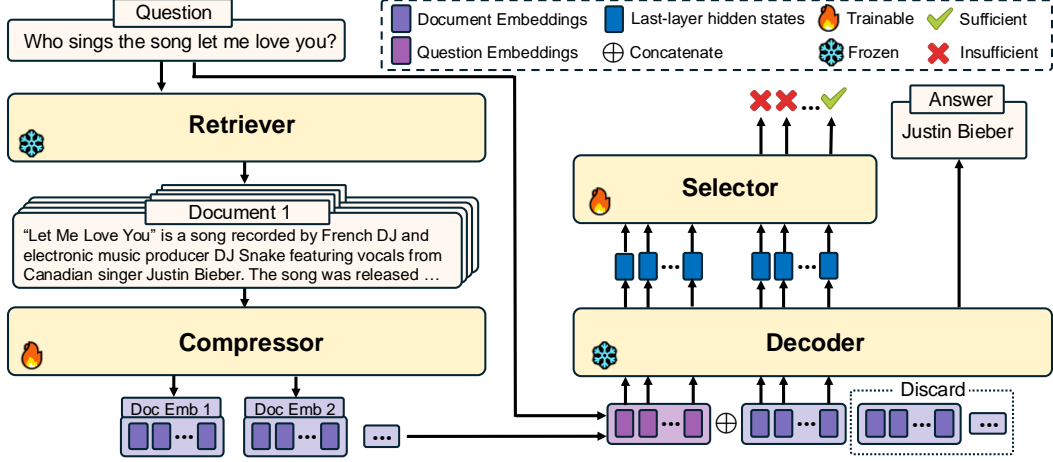 Question
Who sings the song let me love you?
Document Embeddings
Last-layer hidden states
Trainable
Sufficient
Question Embeddings
Concatenate
Frozen
Insufficient
Retriever
Document 1
“Let Me Love You” is a song recorded by French DJ and
electronic music producer DJ Snake featuring vocals from
Canadian singer Justin Bieber. The song was released …
Compressor
Doc Emb 1
Doc Emb 2
...
...
...
...
Answer
Justin Bieber
Selector
...
...
Decoder
Discard
...
...
...
...